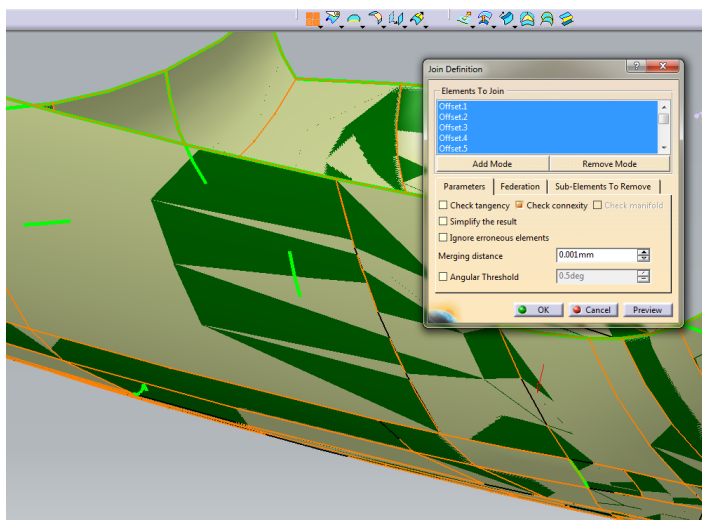 Join Definition
?
Elements To Join
Offset.1
Offset.2
Offset.3
Offset.4
Offset.5
Add Mode Remove Mode
Parameters Federation Sub-Elements To Remove
Check tangency Check connexity Check manifold
Simplify the result
Ignore erroneous elements
Merging distance 0.001mm
Angular Threshold 0.5deg
OK Cancel Preview